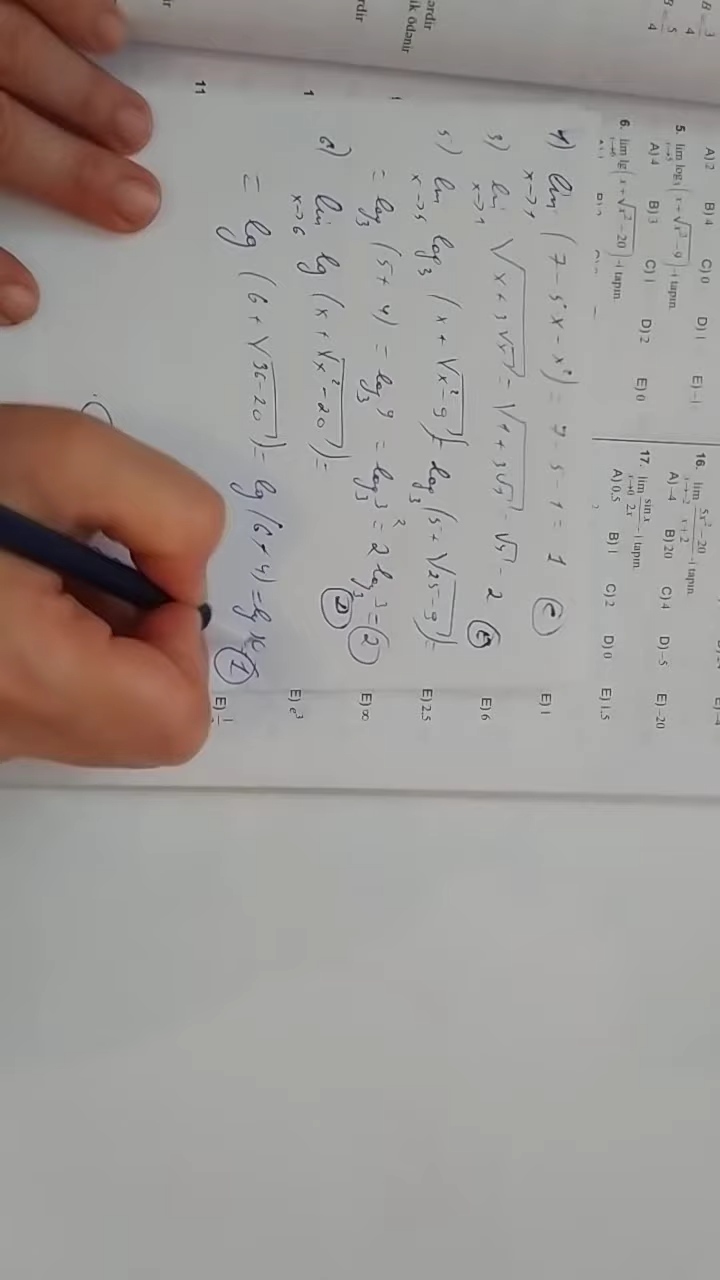 A) 2 B) 4 C) 0 D) 1 E) −1
5. lim log₃(x+√x²−9)−i tapın.
x→5
A) 4 B) 3 C) 1 D) 2 E) 0
6. lim lg(x+√x²−20)−i tapın.
x→6
16. lim 5x²−20 / x+2 −i tapın.
x→−2
A) −4 B) 20 C) 4 D) −5 E) −20
17. lim sin x / 2x −i tapın.
x→0
A) 0,5 B) 1 C) 2 D) 0 E) 1,5
lim (7−5x−x²) = 7−5−1 = 1 (C)
x→1
3) lim √x+3√x = √1+3√1 = √4 = 2
x→1
5) lim log₃ (x+√x²−9) = log₃ (5+√25−9) =
x→5
= log₃ (5+4) = log₃ 9 = log₃ 3² = 2 log₃ 3 = (2)
(D)
6) lim lg (x+√x²−20) =
x→6
= lg (6+√36−20) = lg (6+4) = lg 10
(1)
E) 1
E) 6
E) 2,5
E) ∞
E) e³
11
ik ödənir